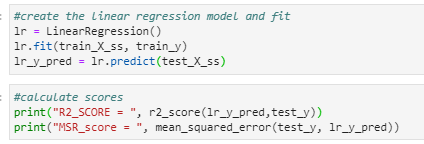 #create the linear regression model and fit
lr = LinearRegression()
lr.fit(train_X_ss, train_y)
lr_y_pred = lr.predict(test_X_ss)
#calculate scores
print("R2_SCORE = ", r2_score(lr_y_pred,test_y))
print("MSR_score = ", mean_squared_error(test_y, lr_y_pred))